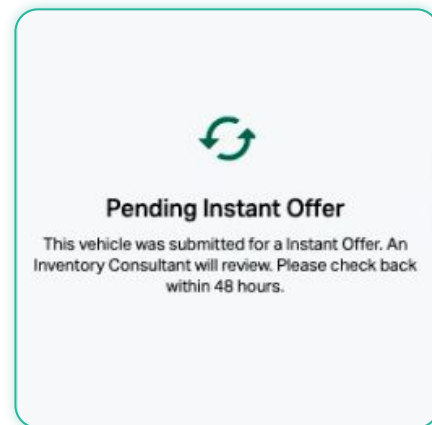 Pending Instant Offer
This vehicle was submitted for a Instant Offer. An
Inventory Consultant will review. Please check back
within 48 hours.